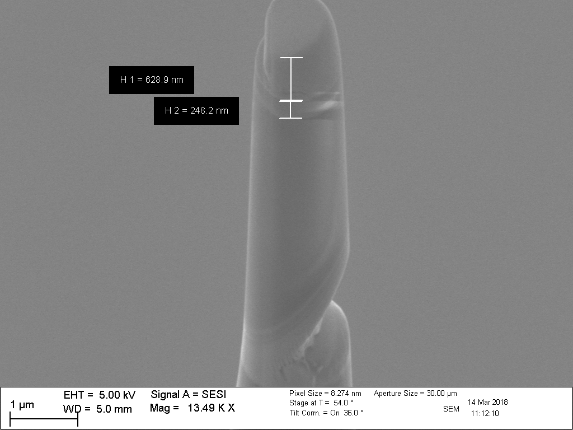 H 1 = 628.9 nm
H 2 = 246.2 nm
1 µm
EHT = 5.00 kV
WD = 5.0 mm
Signal A = SESI
Mag = 13.49 K X
Pixel Size = 8.274 nm
Stage at T = 54.0 °
Tilt Corrn. = On 36.0 °
Aperture Size = 30.00 µm
SEM
14 Mar 2016
11:12:10